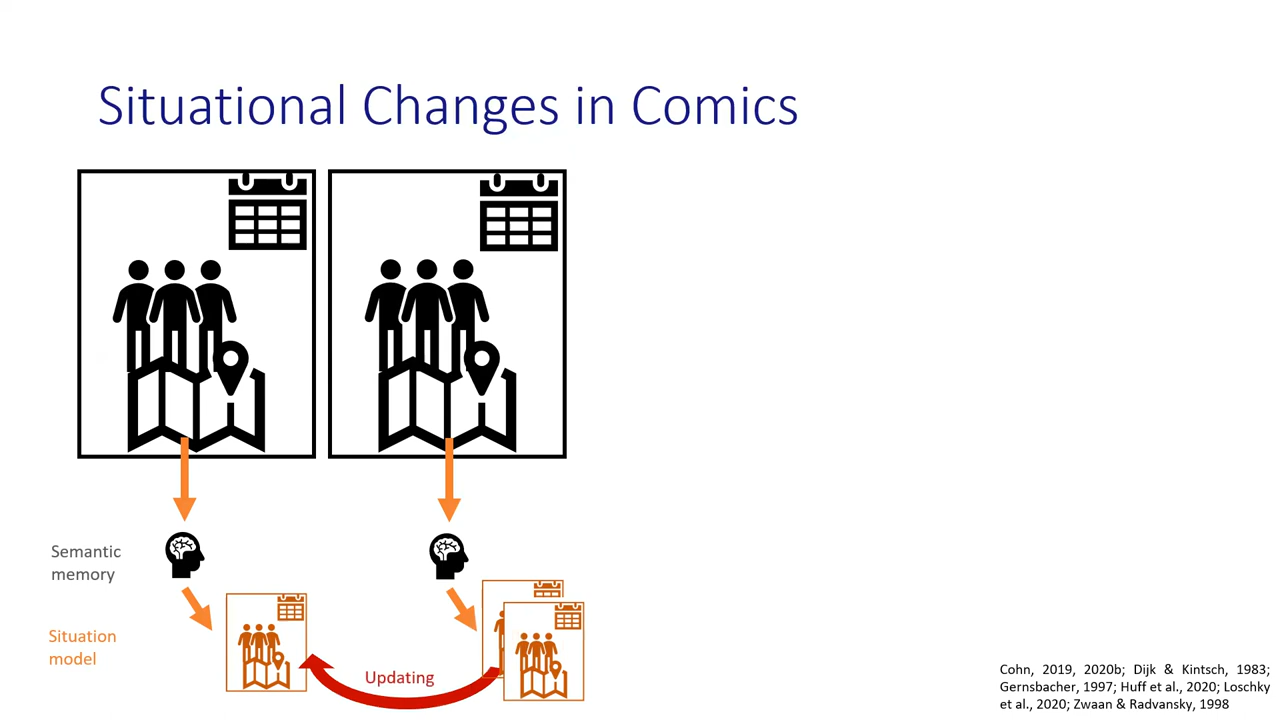 Situational Changes in Comics
Semantic
memory
Situation
model
Updating
Cohn, 2019, 2020b; Dijk & Kintsch, 1983;
Gernsbacher, 1997; Huff et al., 2020; Loschky
et al., 2020; Zwaan & Radvansky, 1998